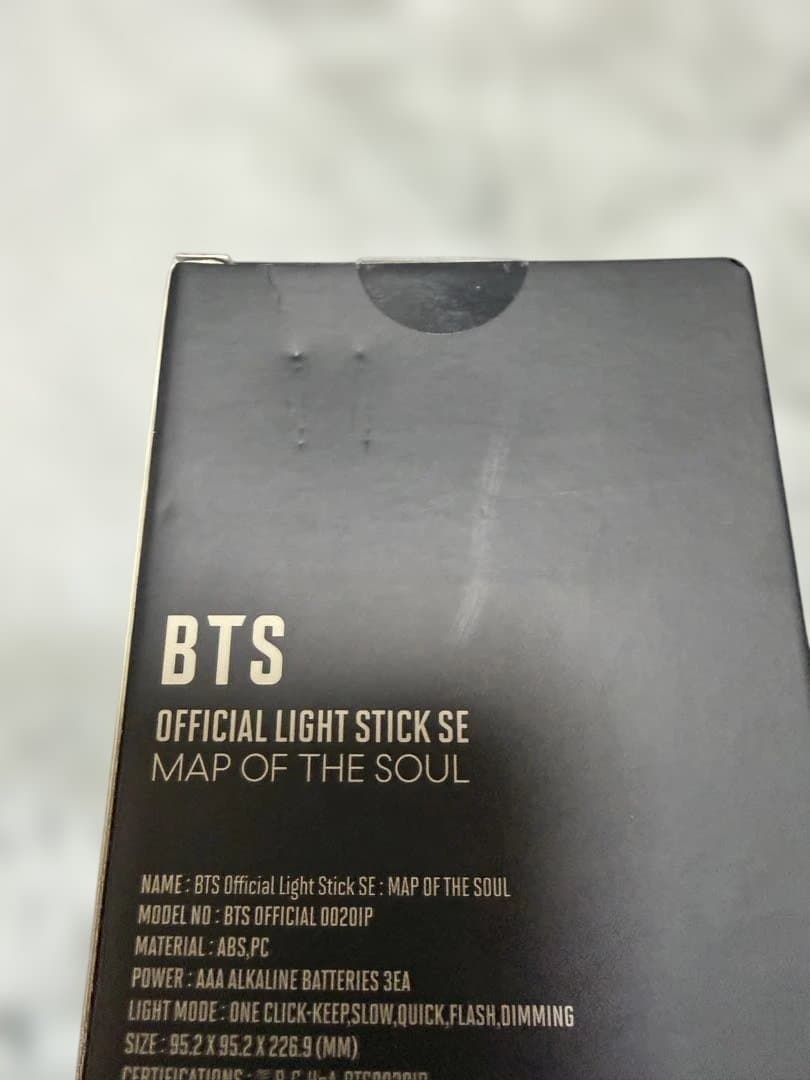 BTS
OFFICIAL LIGHT STICK SE
MAP OF THE SOUL
NAME : BTS Official Light Stick SE : MAP OF THE SOUL
MODEL NO : BTS OFFICIAL 00201P
MATERIAL : ABS,PC
POWER : AAA ALKALINE BATTERIES 3EA
LIGHT MODE : ONE CLICK-KEEP,SLOW,QUICK,FLASH,DIMMING
SIZE : 95.2 X 95.2 X 226.9 (MM)
CERTIFICATIONS :